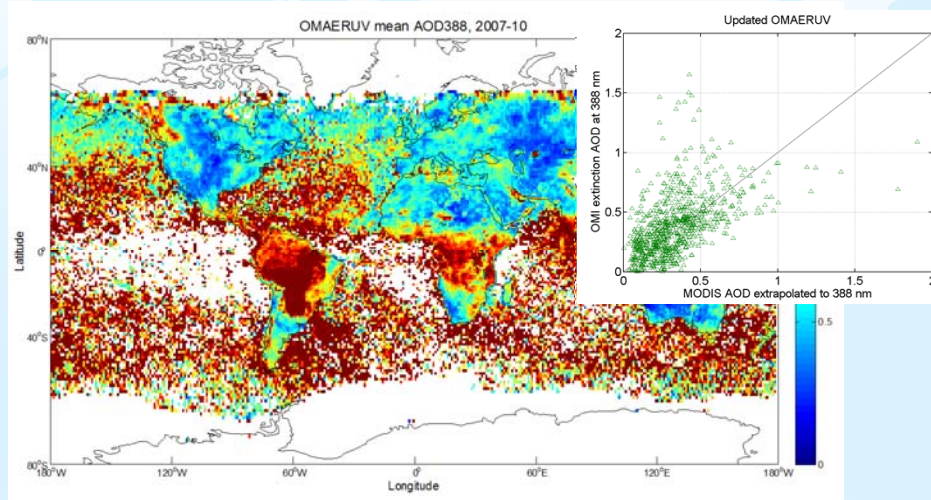 OMAERUV mean AOD388, 2007-10
80°N
40°N
0°
40°S
80°S
Latitude
180°W
120°W
60°W
0°
60°E
120°E
180°W
Longitude
0.5
0
Updated OMAERUV
2
1.5
1
0.5
0
OMI extinction AOD at 388 nm
0
0.5
1
1.5
2
MODIS AOD extrapolated to 388 nm